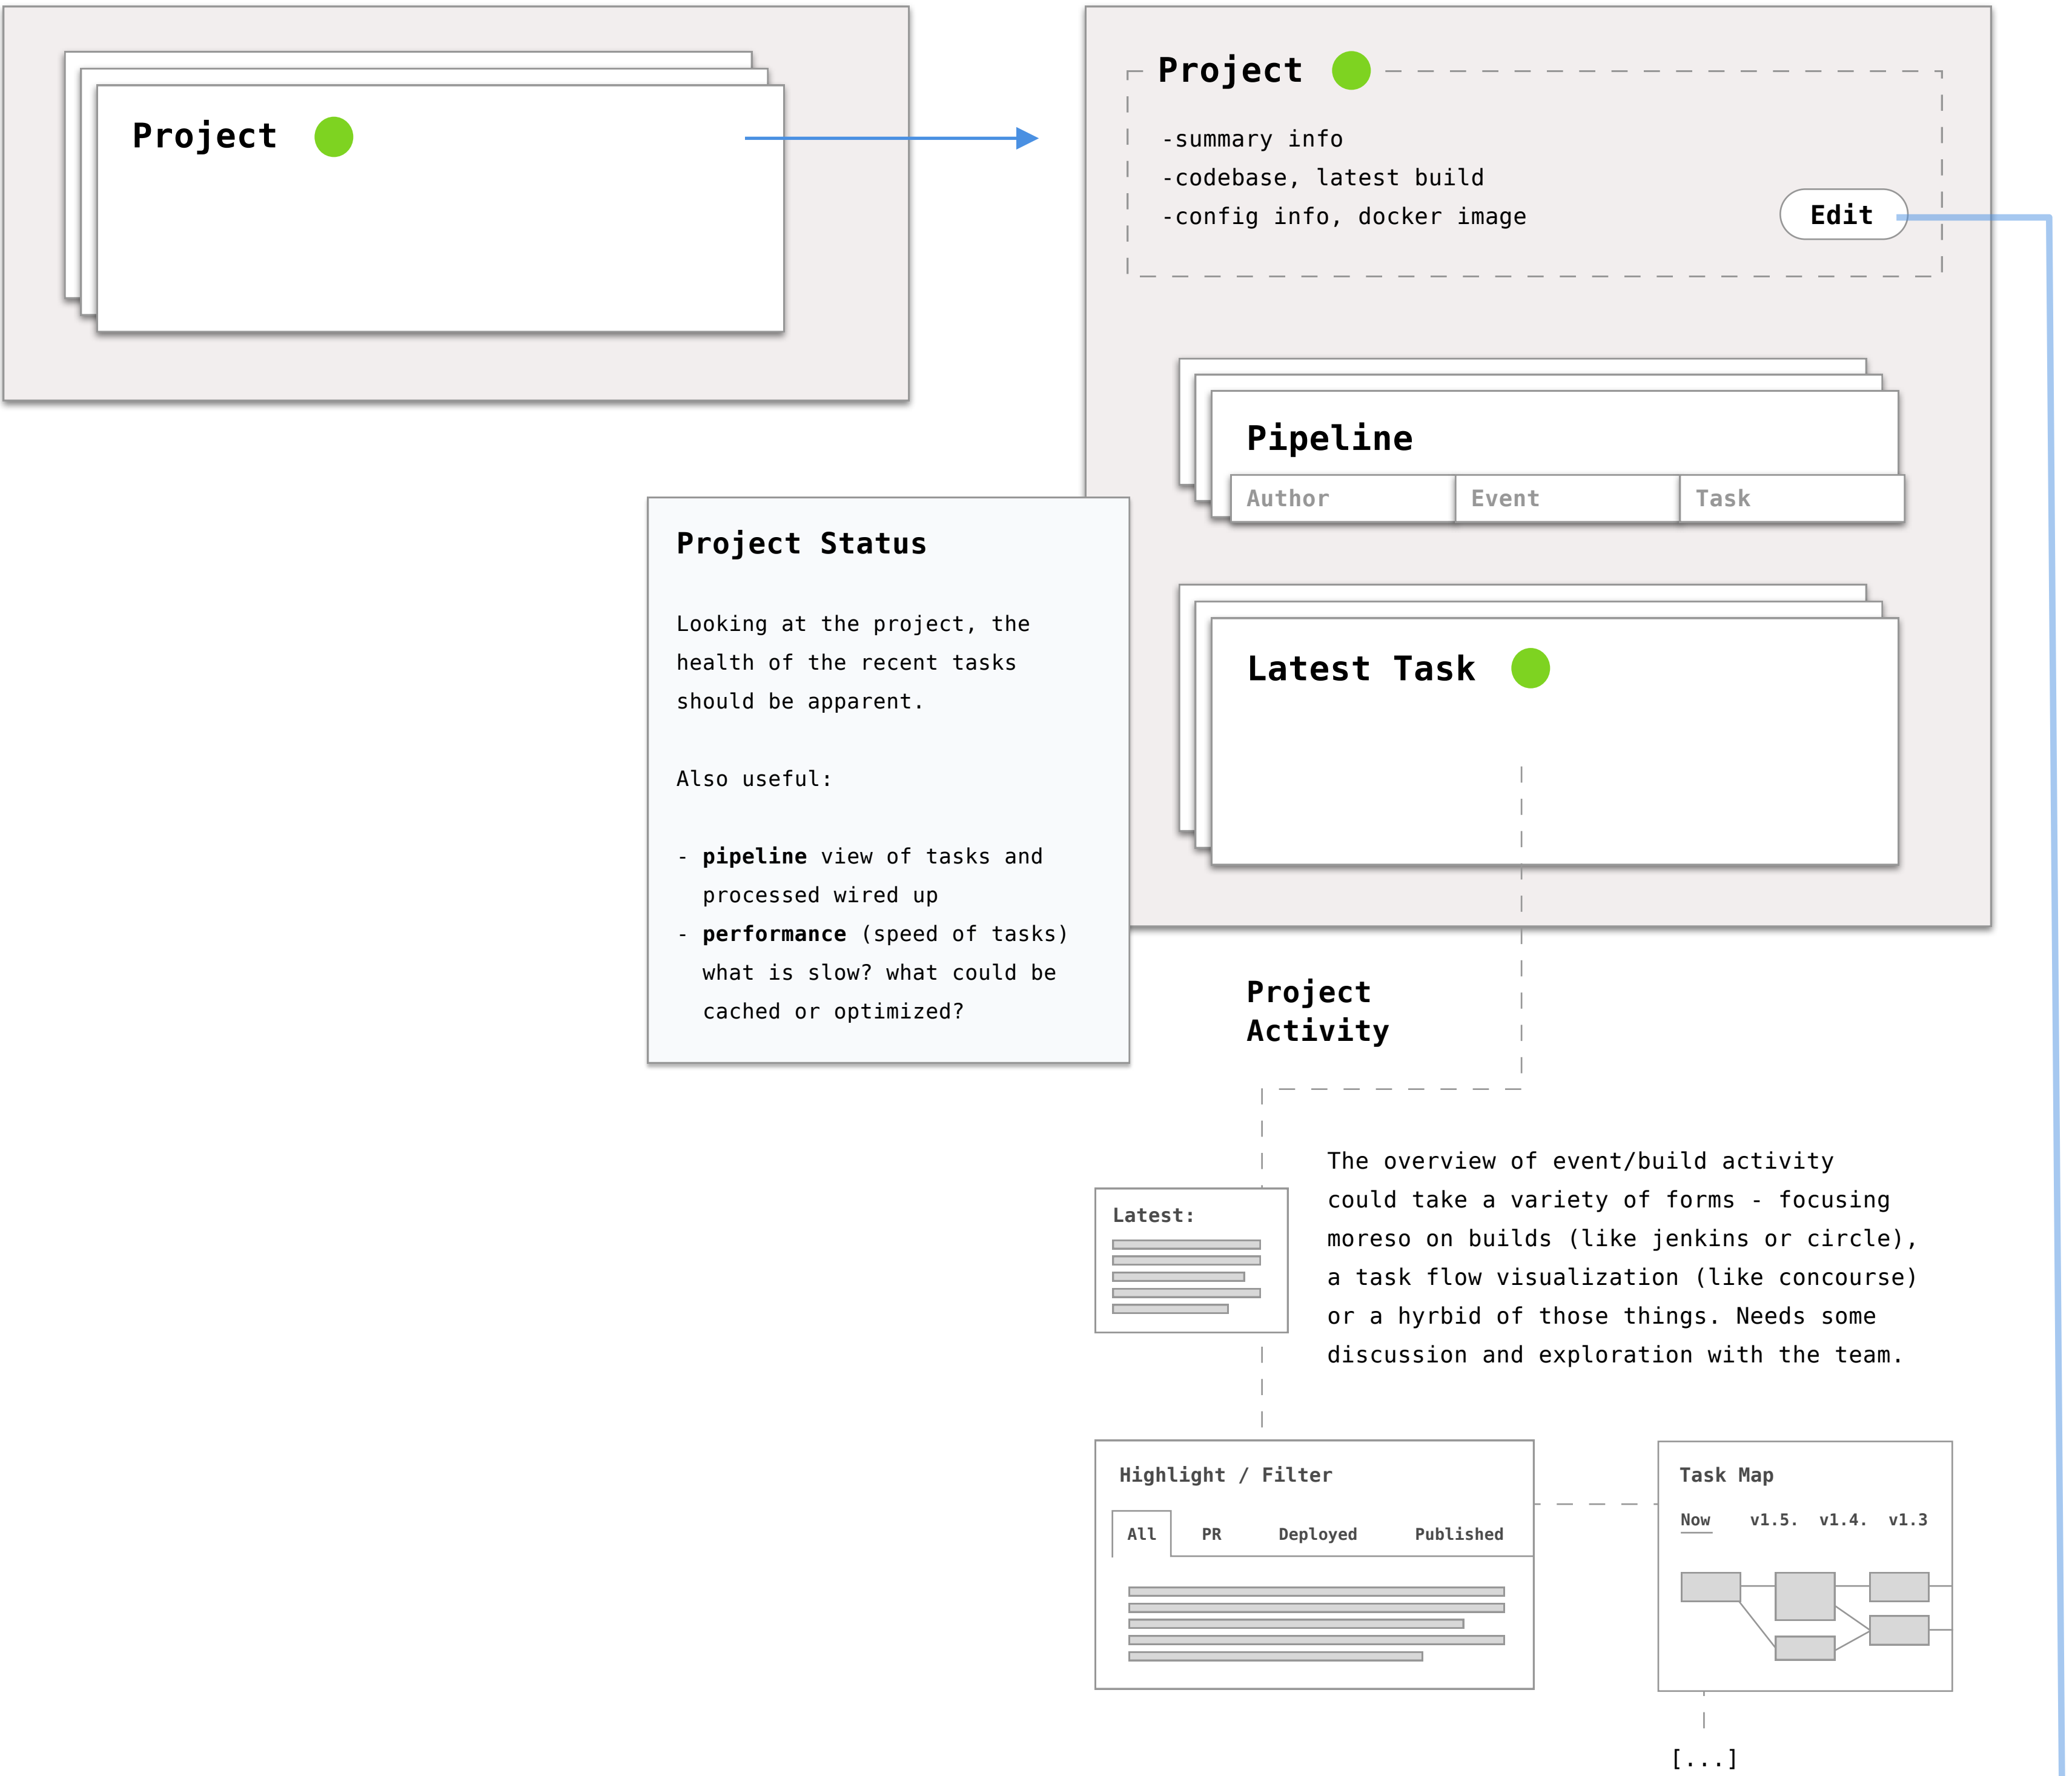 Project
Project
-summary info
-codebase, latest build
-config info, docker image
Edit
Pipeline
Author
Event
Task
Project Status
Looking at the project, the
health of the recent tasks
should be apparent.
Also useful:
- pipeline view of tasks and
processed wired up
- performance (speed of tasks)
what is slow? what could be
cached or optimized?
Latest Task
Project
Activity
The overview of event/build activity
could take a variety of forms - focusing
moreso on builds (like jenkins or circle),
a task flow visualization (like concourse)
or a hyrbid of those things. Needs some
discussion and exploration with the team.
Latest:
Highlight / Filter
All
PR
Deployed
Published
Task Map
Now
v1.5.
v1.4.
v1.3
[...]